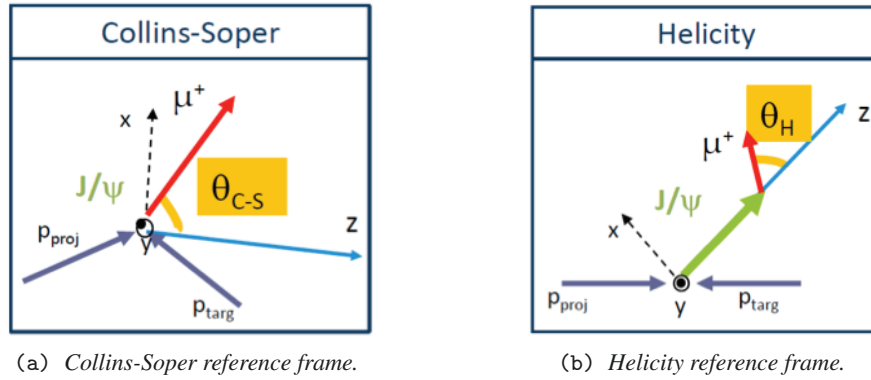 Collins-Soper
μ+
x
θC-S
J/ψ
z
pproj
y
ptarg
(a) Collins-Soper reference frame.
Helicity
z
θH
μ+
J/ψ
x
pproj
y
ptarg
(b) Helicity reference frame.